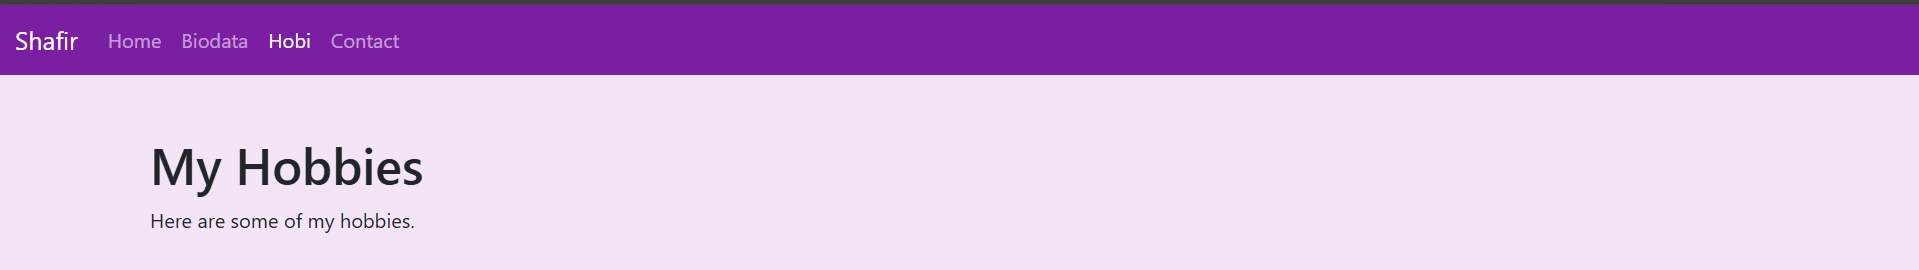 Shafir Home Biodata Hobi Contact
My Hobbies
Here are some of my hobbies.